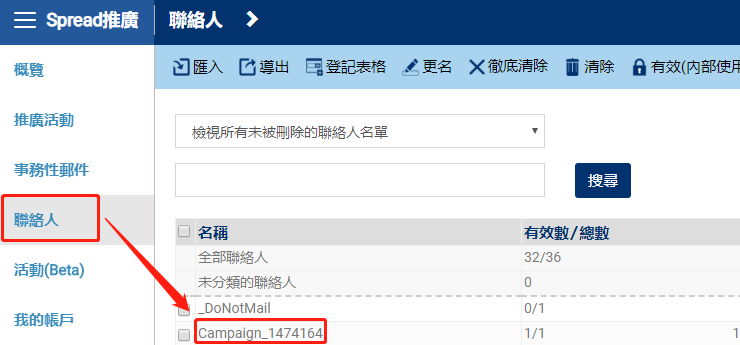 Spread推廣 聯絡人
匯入 導出 登記表格 更名 徹底清除 清除 有效(內部使用
概覽
推廣活動
事務性郵件
聯絡人
活動(Beta)
我的帳戶
檢視所有未被刪除的聯絡人名單
搜尋
名稱 有效數/總數
全部聯絡人 32/36
未分類的聯絡人 0
_DoNotMail 0/1
Campaign_1474164 1/1 1